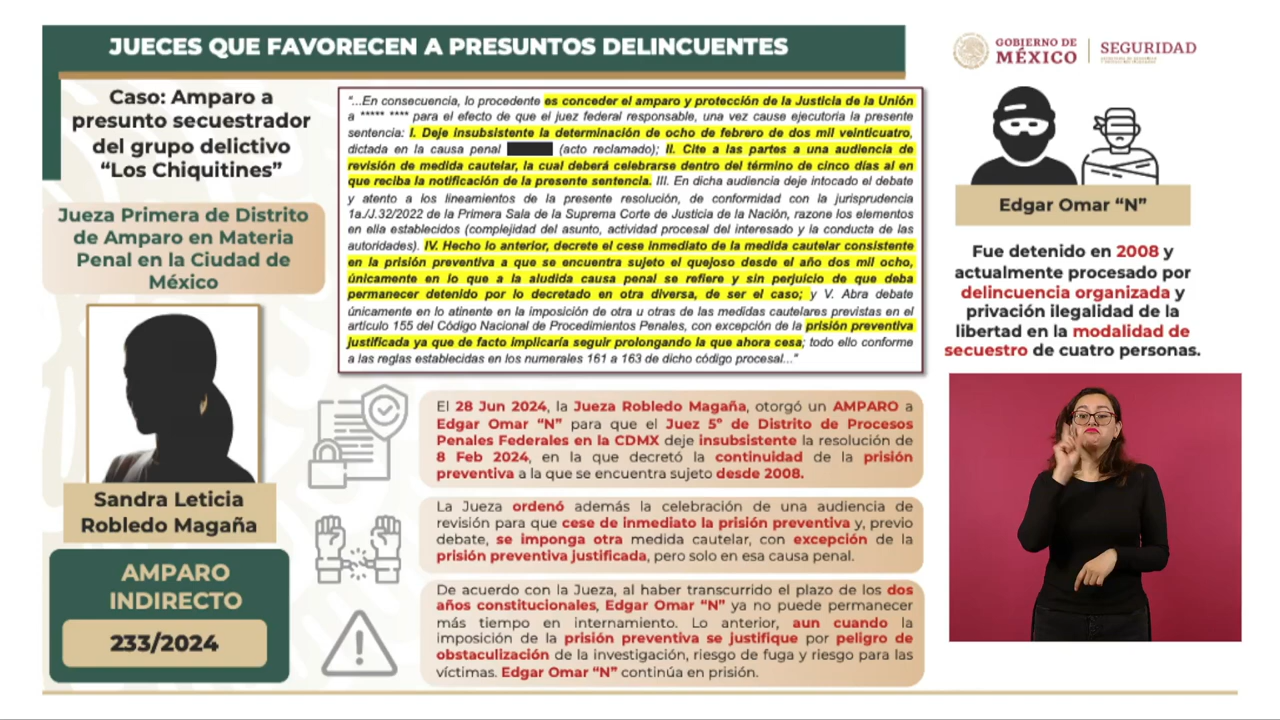 JUECES QUE FAVORECEN A PRESUNTOS DELINCUENTES
GOBIERNO DE
MÉXICO
SEGURIDAD
Caso: Amparo a
presunto secuestrador
del grupo delictivo
“Los Chiquitines”
Jueza Primera de Distrito
de Amparo en Materia
Penal en la Ciudad de
México
Sandra Leticia
Robledo Magaña
AMPARO
INDIRECTO
233/2024
“...En consecuencia, lo procedente es conceder el amparo y protección de la Justicia de la Unión
a ***** **** para el efecto de que el juez federal responsable, una vez cause ejecutoria la presente
sentencia: I. Deje insubsistente la determinación de ocho de febrero de dos mil veinticuatro,
dictada en la causa penal (acto reclamado); II. Cite a las partes a una audiencia de
revisión de medida cautelar, la cual deberá celebrarse dentro del término de cinco días al en
que reciba la notificación de la presente sentencia. III. En dicha audiencia deje intocado el debate
y atento a los lineamientos de la presente resolución, de conformidad con la jurisprudencia
1a./J.32/2022 de la Primera Sala de la Suprema Corte de Justicia de la Nación, razone los elementos
en ella establecidos (complejidad del asunto, actividad procesal del interesado y la conducta de las
autoridades). IV. Hecho lo anterior, decrete el cese inmediato de la medida cautelar consistente
en la prisión preventiva a que se encuentra sujeto el quejoso desde el año dos mil ocho,
únicamente en lo que a la aludida causa penal se refiere y sin perjuicio de que deba
permanecer detenido por lo decretado en otra diversa, de ser el caso; y V. Abra debate
únicamente en lo atinente en la imposición de otra u otras de las medidas cautelares previstas en el
artículo 155 del Código Nacional de Procedimientos Penales, con excepción de la prisión preventiva
justificada ya que de facto implicaría seguir prolongando la que ahora cesa; todo ello conforme
a las reglas establecidas en los numerales 161 a 163 de dicho código procesal...”
El 28 Jun 2024, la Jueza Robledo Magaña, otorgó un AMPARO a
Edgar Omar “N” para que el Juez 5º de Distrito de Procesos
Penales Federales en la CDMX deje insubsistente la resolución de
8 Feb 2024, en la que decretó la continuidad de la prisión
preventiva a la que se encuentra sujeto desde 2008.
La Jueza ordenó además la celebración de una audiencia de
revisión para que cese de inmediato la prisión preventiva y, previo
debate, se imponga otra medida cautelar, con excepción de la
prisión preventiva justificada, pero solo en esa causa penal.
De acuerdo con la Jueza, al haber transcurrido el plazo de los dos
años constitucionales, Edgar Omar “N” ya no puede permanecer
más tiempo en internamiento. Lo anterior, aun cuando la
imposición de la prisión preventiva se justifique por peligro de
obstaculización de la investigación, riesgo de fuga y riesgo para las
víctimas. Edgar Omar “N” continúa en prisión.
Edgar Omar “N”
Fue detenido en 2008 y
actualmente procesado por
delincuencia organizada y
privación ilegalidad de la
libertad en la modalidad de
secuestro de cuatro personas.